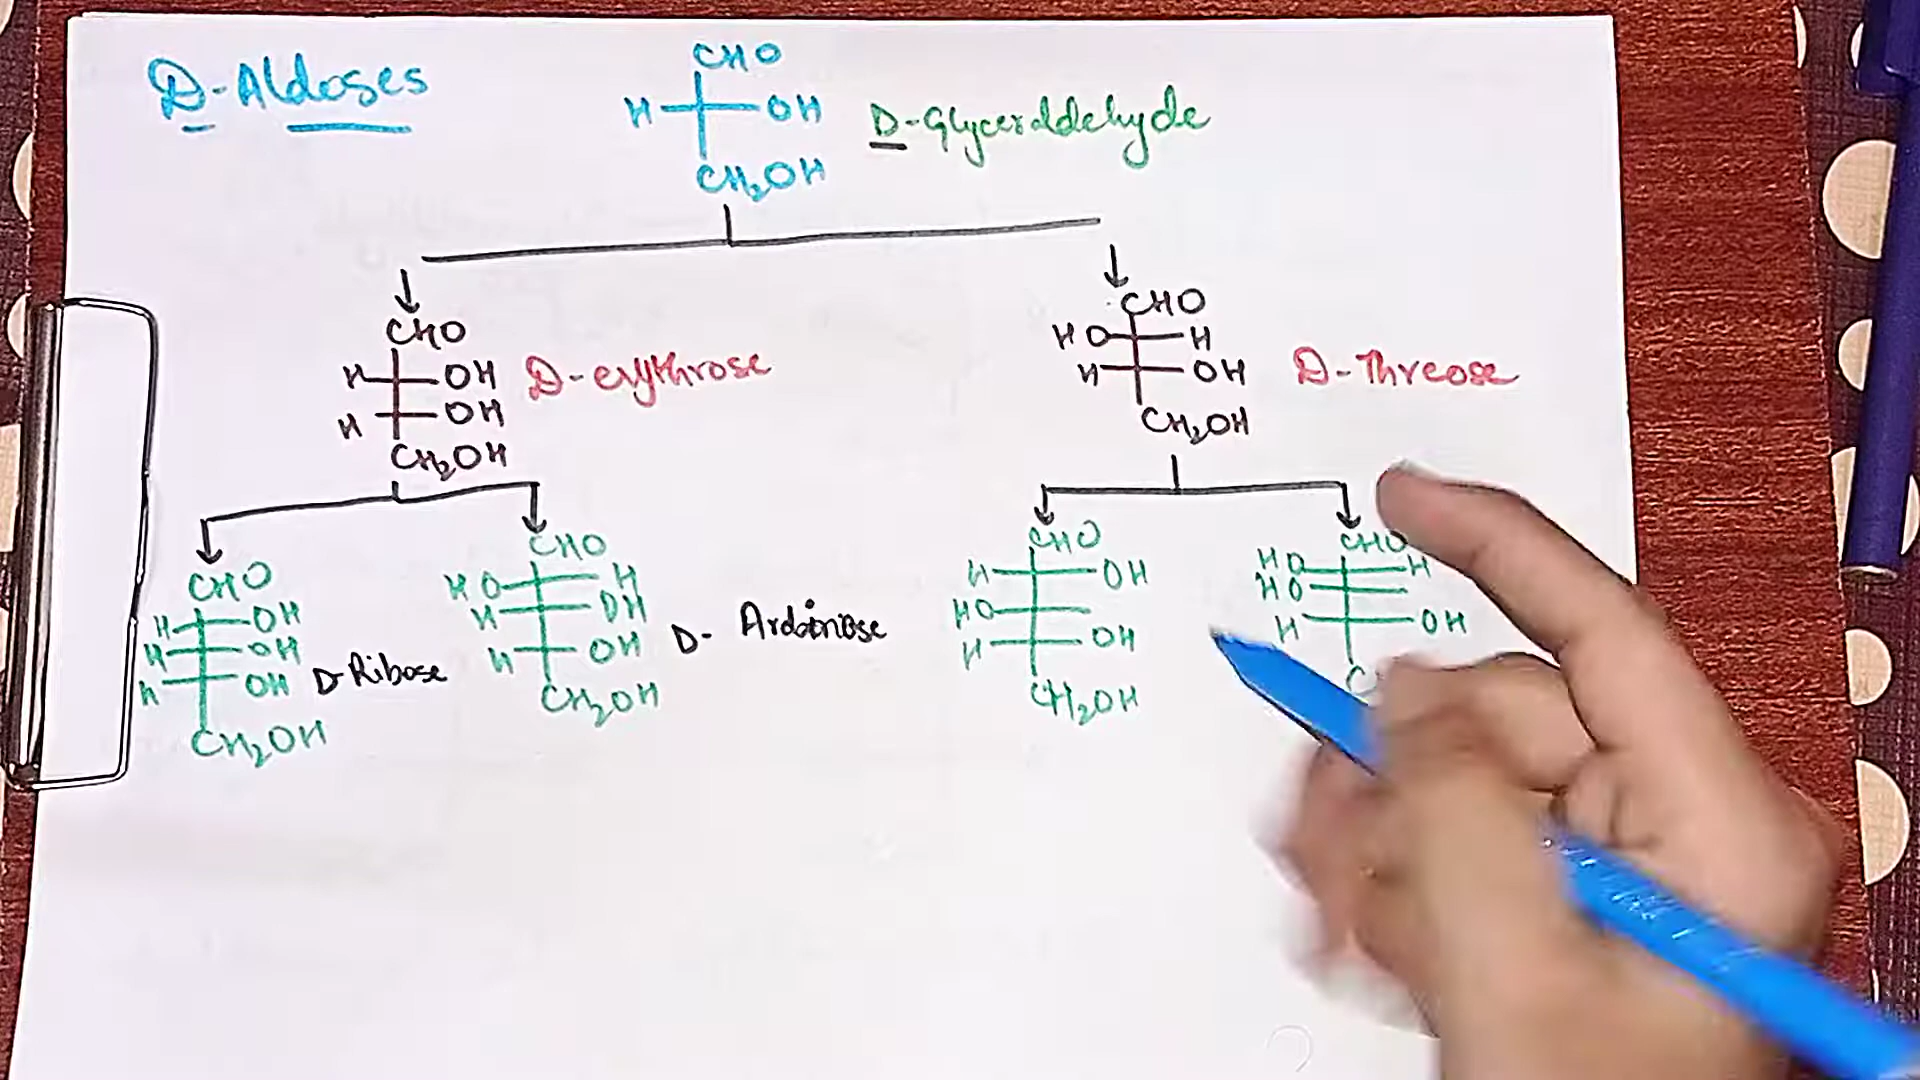 D-Aldoses
CHO
H OH
CH₂OH
D-Glyceraldehyde
CHO
H OH
H OH
CH₂OH
D-erythrose
CHO
HO H
H OH
CH₂OH
D-Threose
CHO
H OH
H OH
H OH
CH₂OH
D-Ribose
CHO
HO H
H OH
H OH
CH₂OH
D-
CHO
H OH
HO
H OH
CH₂OH
CHO
HO H
HO
H OH